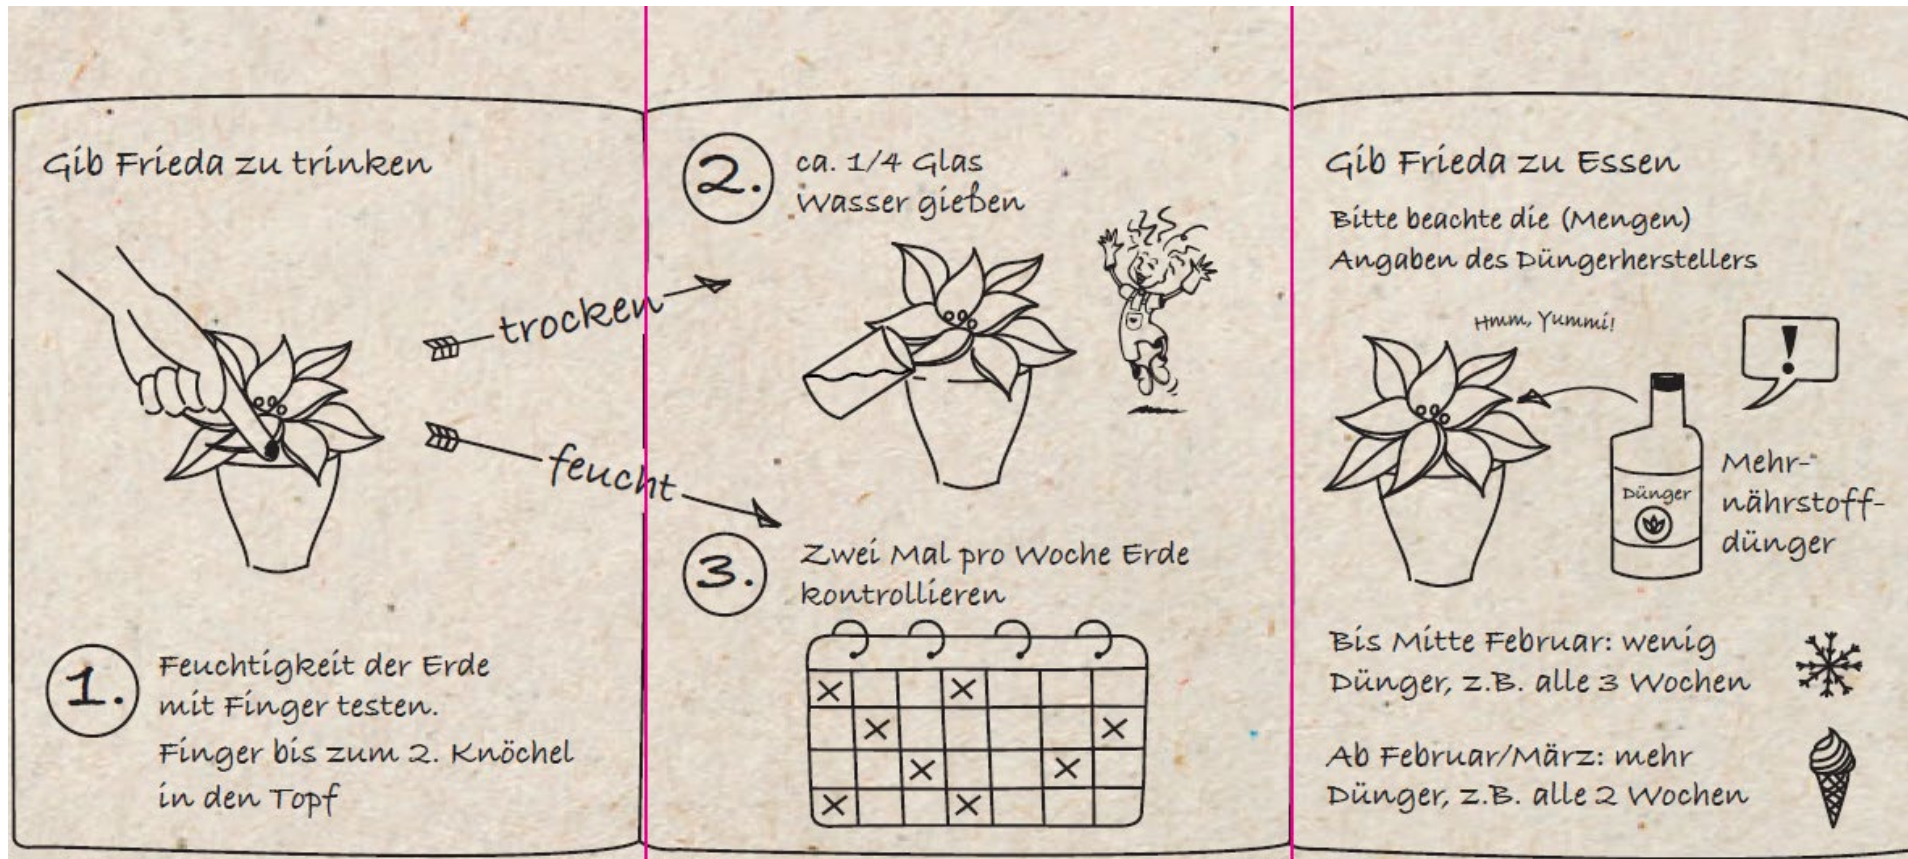 Gib Frieda zu trinken
trocken
feucht
1.
Feuchtigkeit der Erde
mit Finger testen.
Finger bis zum 2. Knöchel
in den Topf
2.
ca. 1/4 Glas
Wasser gießen
3.
Zwei Mal pro Woche Erde
kontrollieren
Gib Frieda zu Essen
Bitte beachte die (Mengen)
Angaben des Düngerherstellers
Hmm, Yummi!
!
Dünger
Mehr-
nährstoff-
dünger
Bis Mitte Februar: wenig
Dünger, z.B. alle 3 Wochen
Ab Februar/März: mehr
Dünger, z.B. alle 2 Wochen